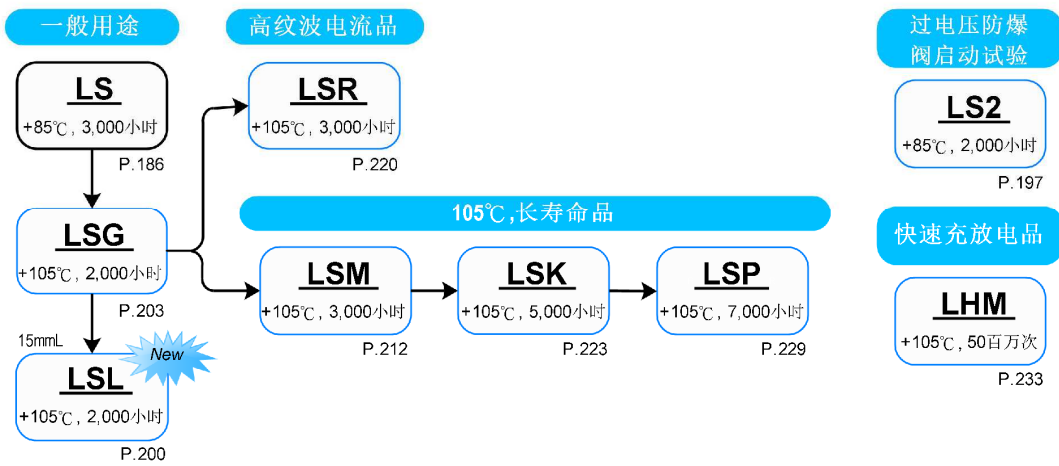 一般用途
LS
+85℃, 3,000小时
P.186
LSG
+105℃, 2,000小时
P.203
15mmL
New
LSL
+105℃, 2,000小时
P.200
高纹波电流品
LSR
+105℃, 3,000小时
P.220
105℃,长寿命品
LSM
+105℃, 3,000小时
P.212
LSK
+105℃, 5,000小时
P.223
LSP
+105℃, 7,000小时
P.229
过电压防爆
阀启动试验
LS2
+85℃, 2,000小时
P.197
快速充放电品
LHM
+105℃, 50百万次
P.233